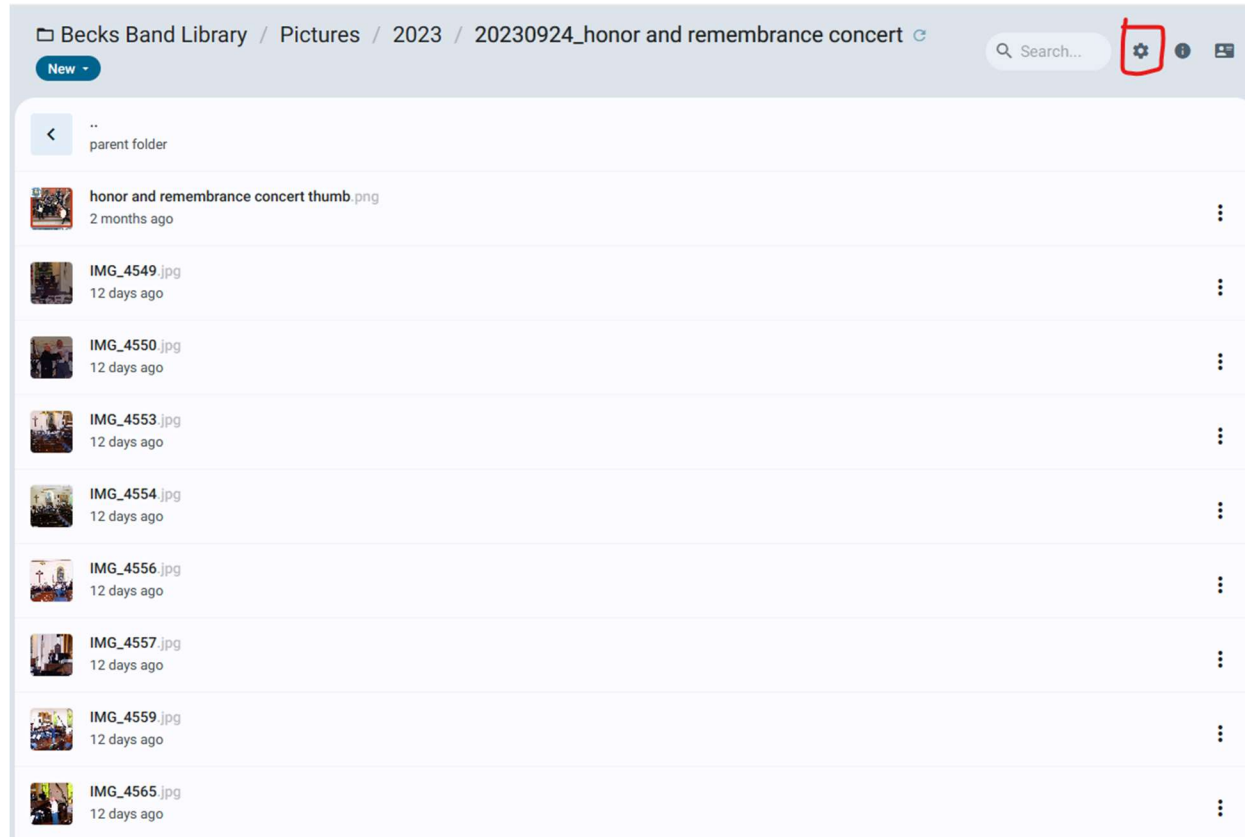 Becks Band Library / Pictures / 2023 / 20230924_honor and remembrance concert
Search...
New
..
parent folder
honor and remembrance concert thumb.png
2 months ago
IMG_4549.jpg
12 days ago
IMG_4550.jpg
12 days ago
IMG_4553.jpg
12 days ago
IMG_4554.jpg
12 days ago
IMG_4556.jpg
12 days ago
IMG_4557.jpg
12 days ago
IMG_4559.jpg
12 days ago
IMG_4565.jpg
12 days ago